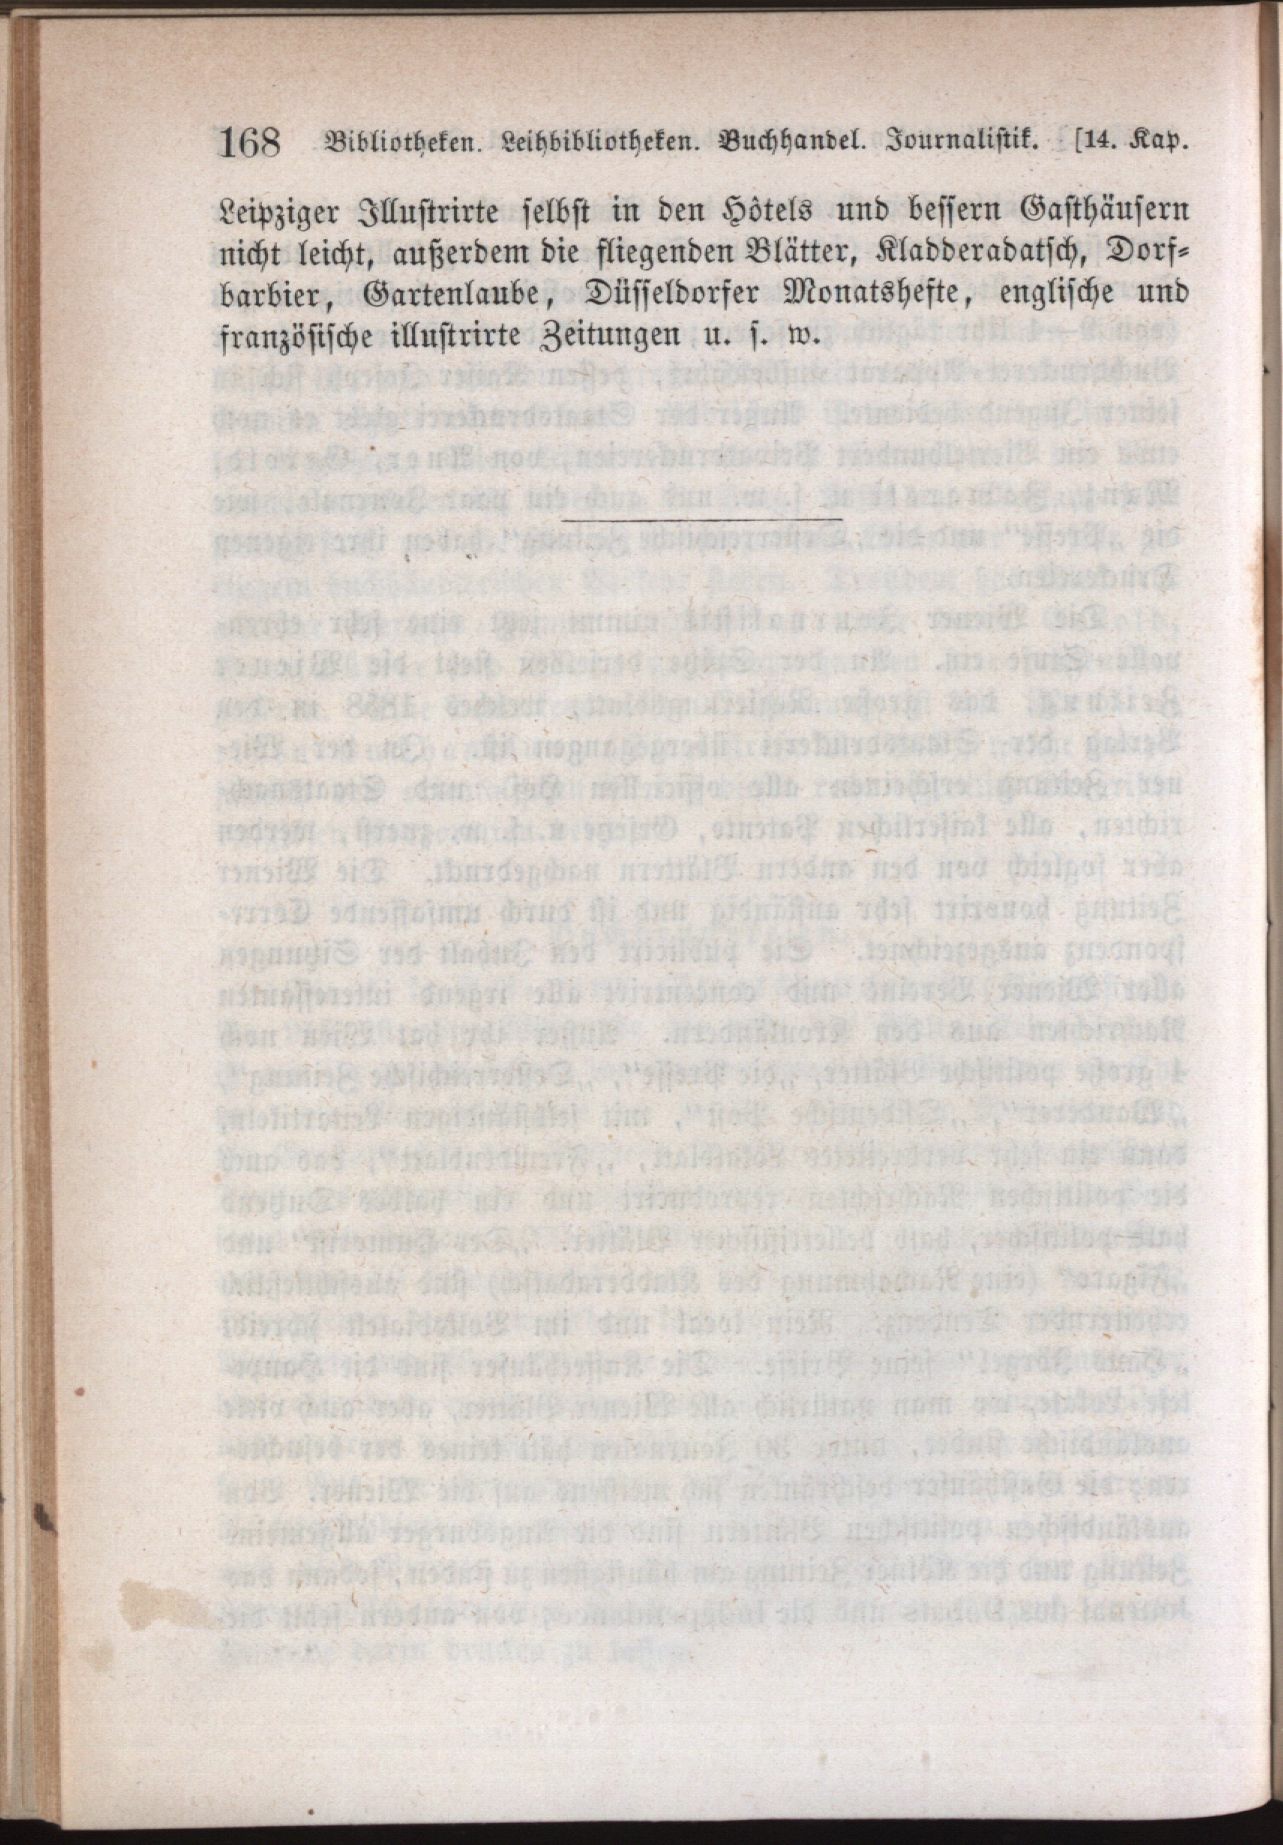 168 Bibliotheken. Leihbibliotheken. Buchhandel. Journalistik. [14. Kap.
Leipziger Illustrirte selbst in den Hôtels und bessern Gasthäusern
nicht leicht, außerdem die fliegenden Blätter, Kladderadatsch, Dorf-
barbier, Gartenlaube, Düsseldorfer Monatshefte, englische und
französische illustrirte Zeitungen u. s. w.